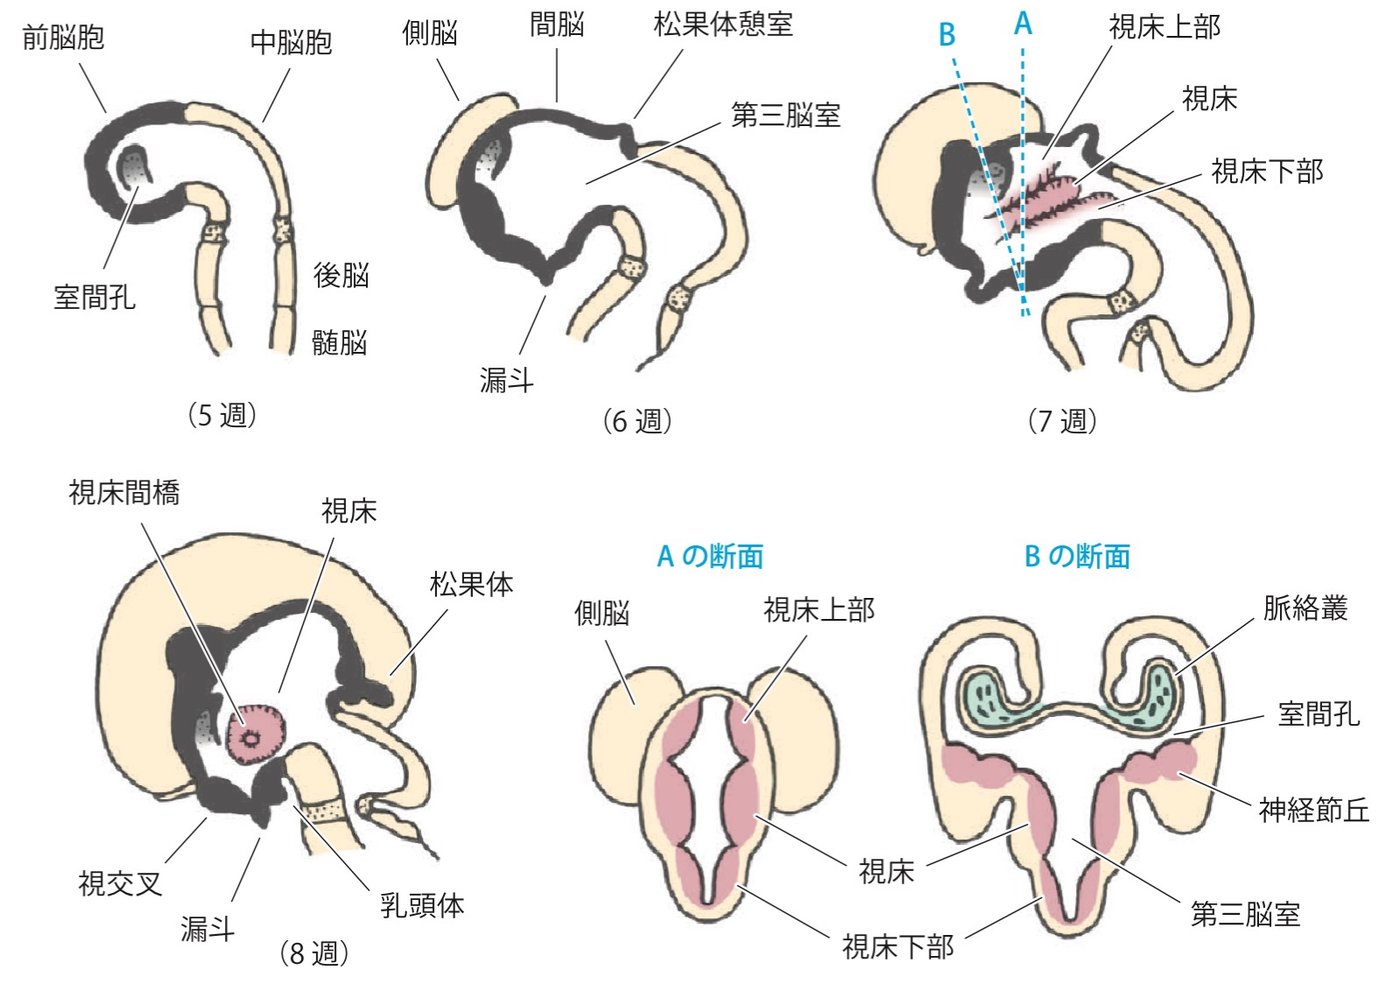 前脳胞
中脳胞
室間孔
後脳
髄脳
(5 週)
側脳
間脳
松果体憩室
第三脳室
漏斗
(6 週)
B
A
視床上部
視床
視床下部
(7 週)
視床間橋
視床
松果体
視交叉
漏斗
乳頭体
(8 週)
A の断面
側脳
視床上部
B の断面
脈絡叢
室間孔
神経節丘
視床
第三脳室
視床下部